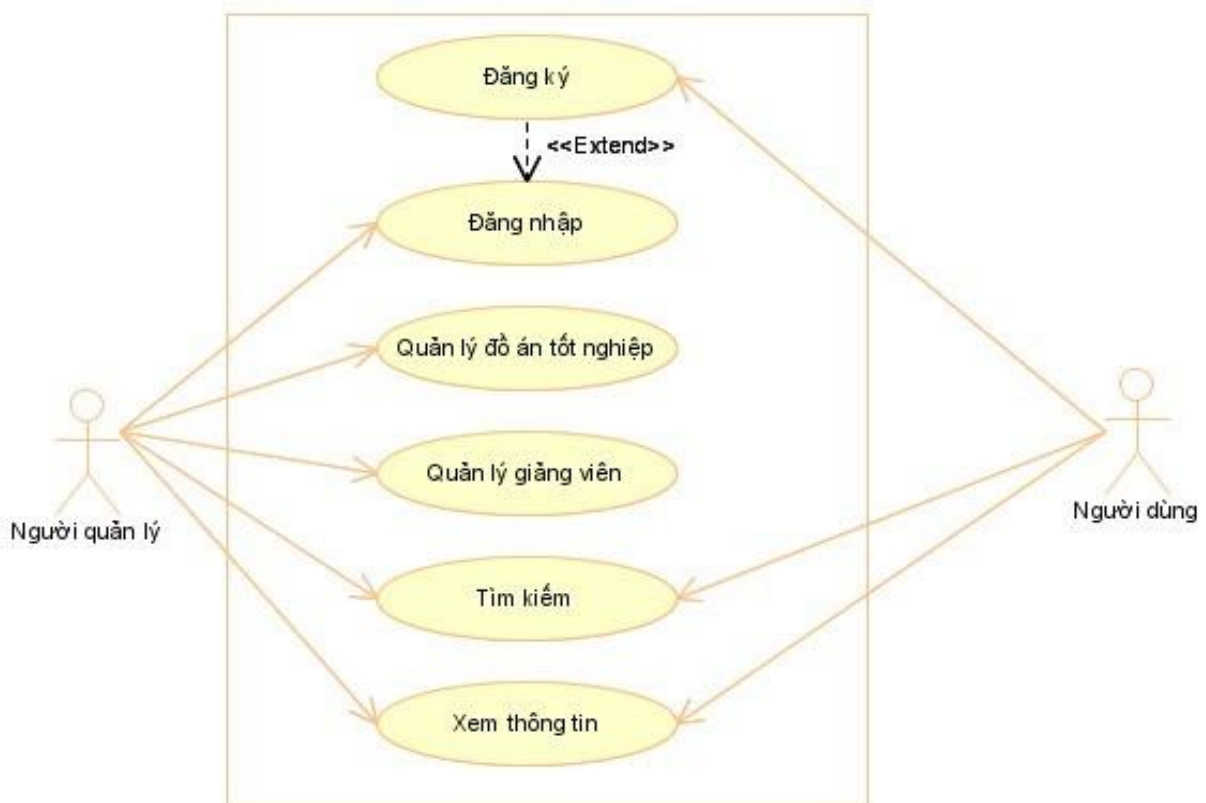 Đăng ký
<<Extend>>
Đăng nhập
Quản lý đồ án tốt nghiệp
Quản lý giảng viên
Người quản lý
Người dùng
Tìm kiếm
Xem thông tin